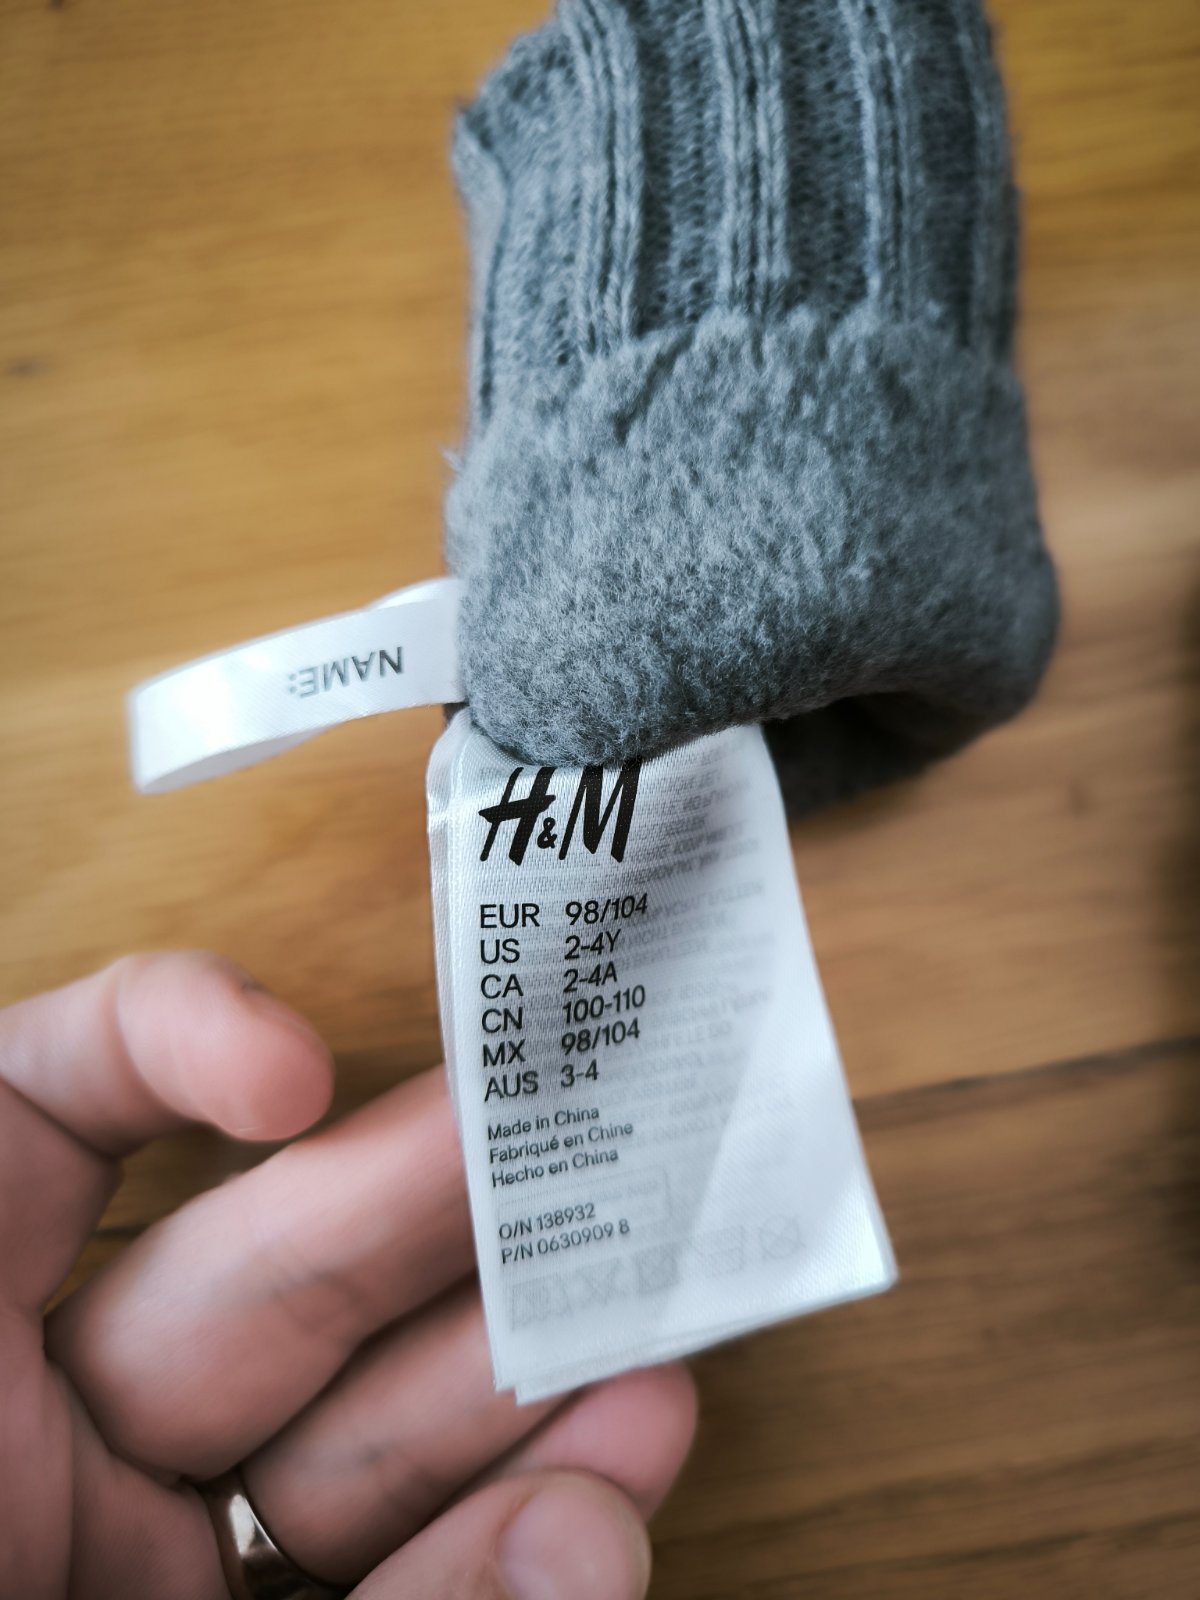 NAME:
H&M
EUR 98/104
US 2-4Y
CA 2-4A
CN 100-110
MX 98/104
AUS 3-4
Made in China
Fabriqué en Chine
Hecho en China
O/N 138932
P/N 0630909 8